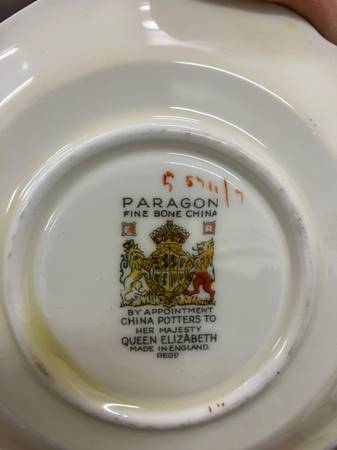 PARAGON
FINE BONE CHINA
BY APPOINTMENT
CHINA POTTERS TO
HER MAJESTY
QUEEN ELIZABETH
MADE IN ENGLAND.
REGD